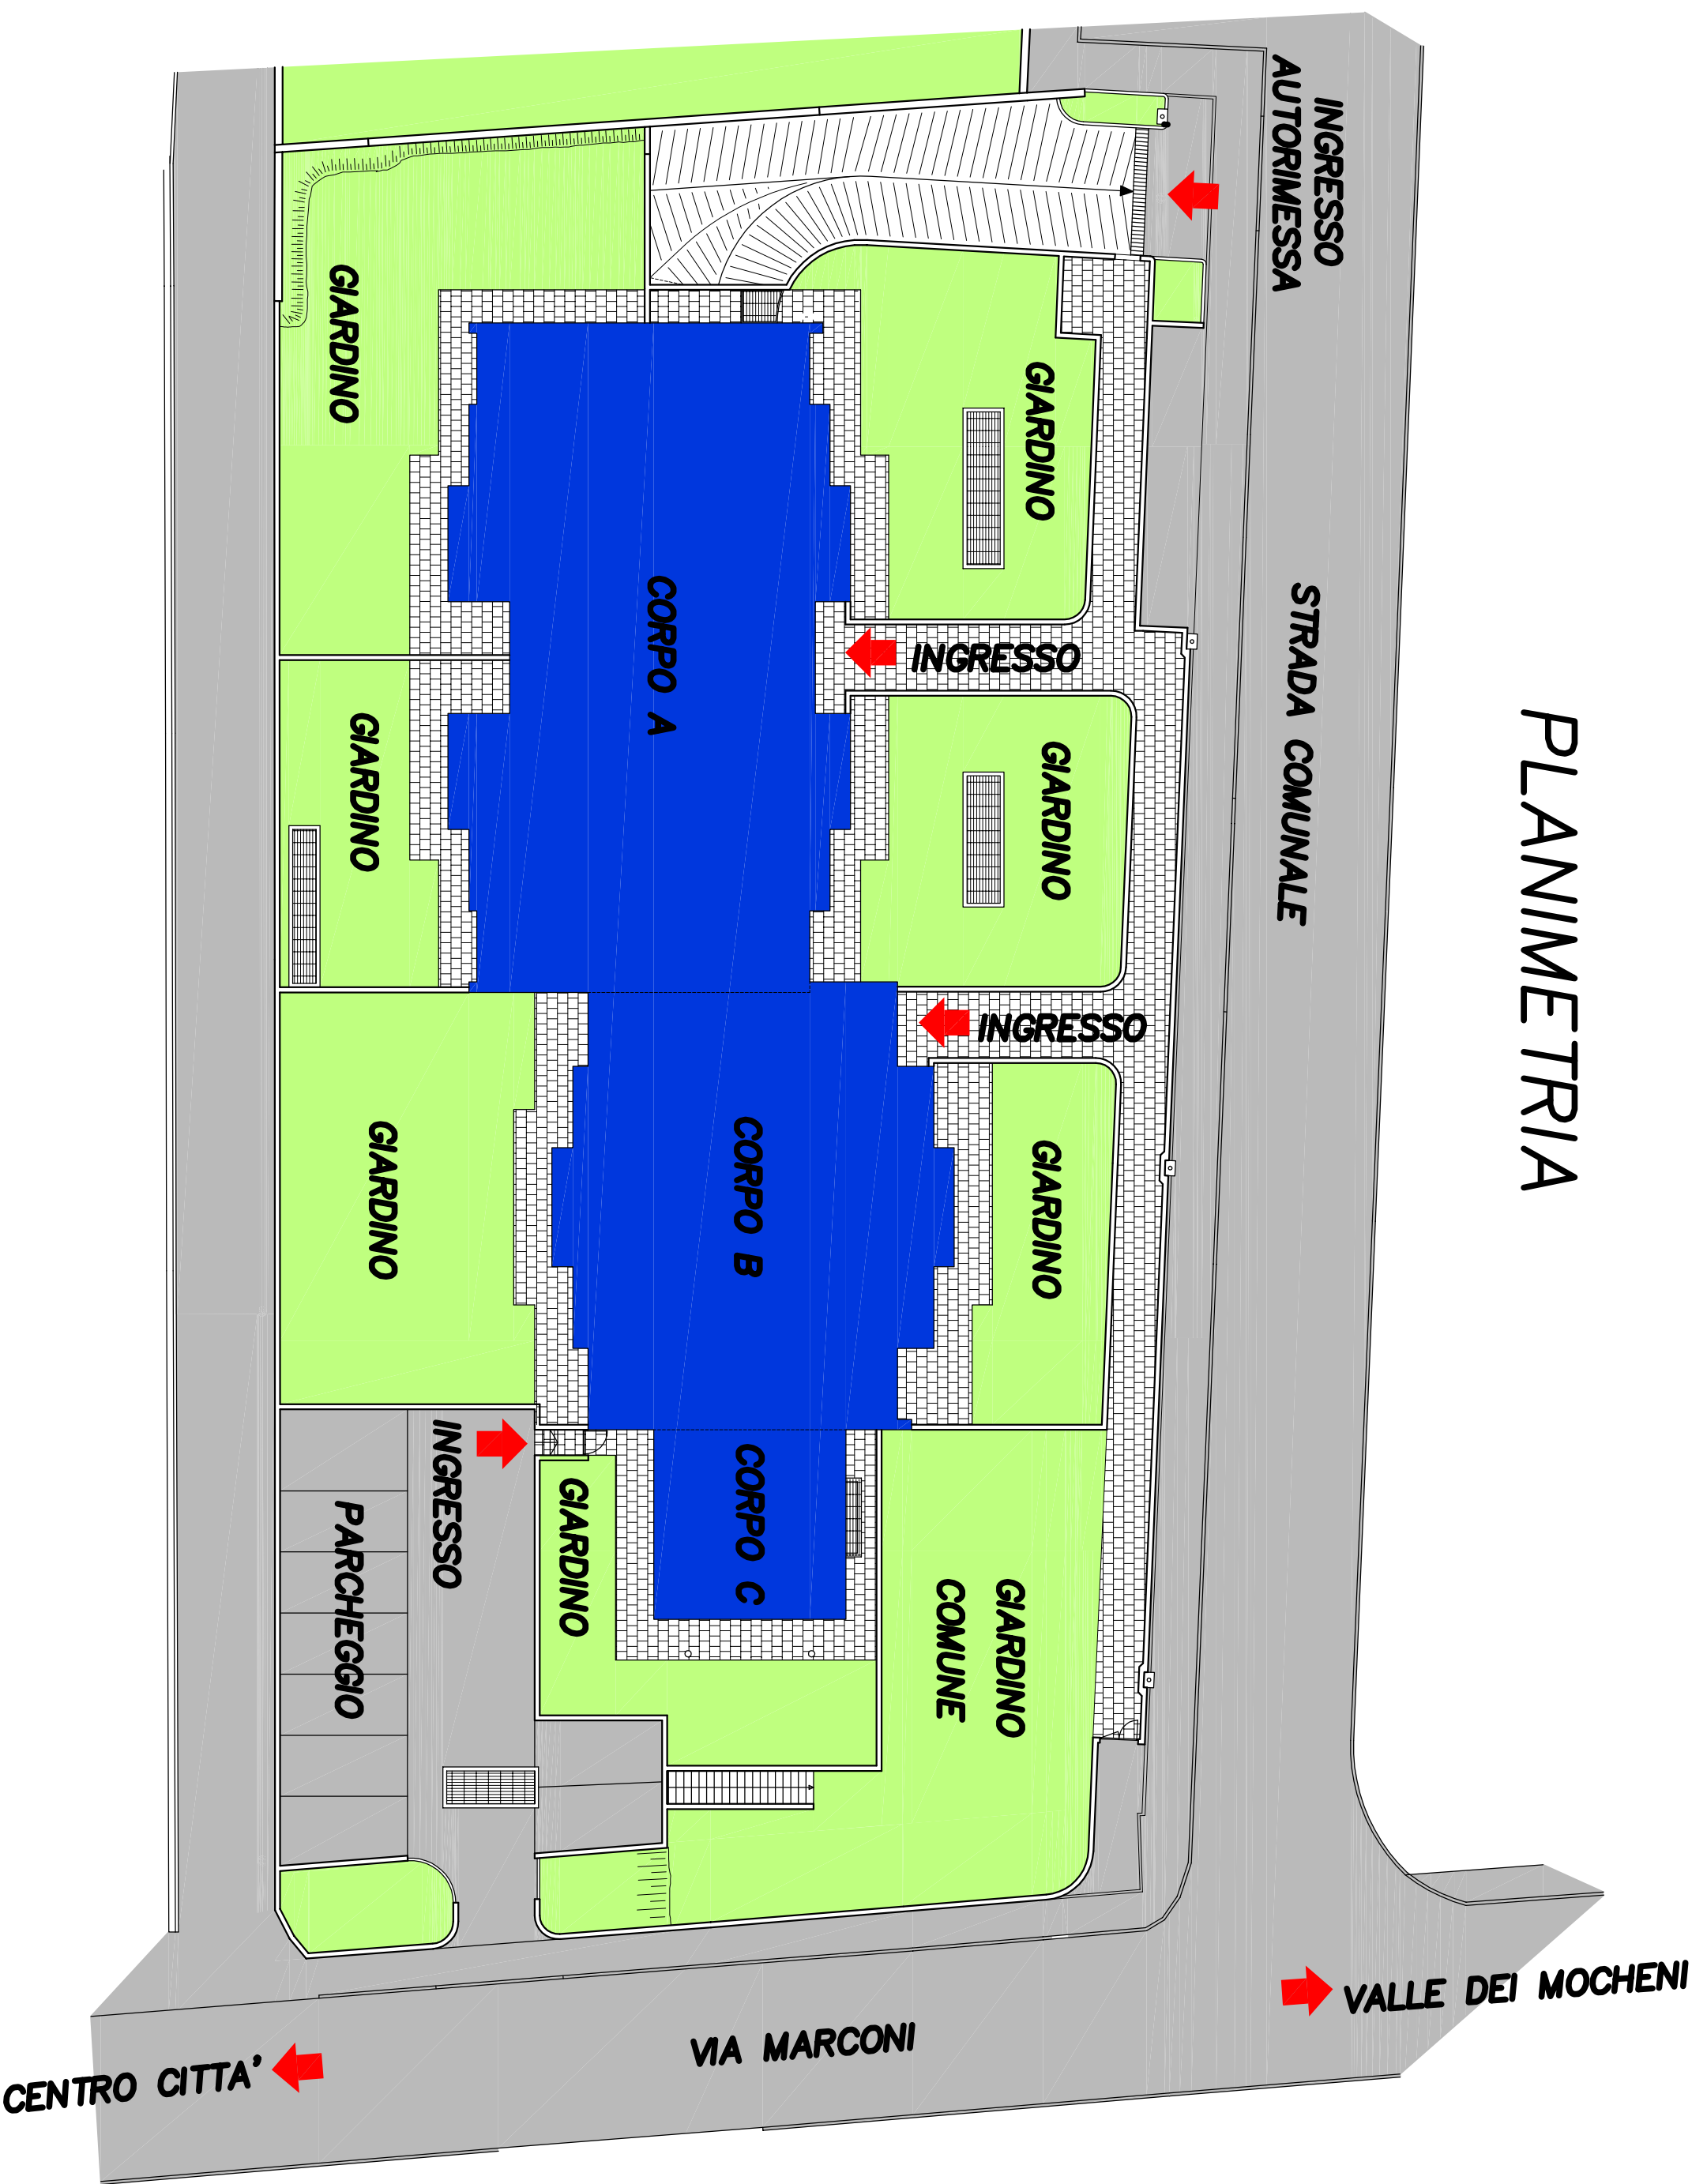 PLANIMETRIA
INGRESSO
AUTORIMESSA
STRADA COMUNALE
GIARDINO
GIARDINO
CORPO A
INGRESSO
GIARDINO
GIARDINO
INGRESSO
GIARDINO
CORPO B
GIARDINO
INGRESSO
PARCHEGGIO
GIARDINO
CORPO C
GIARDINO
COMUNE
VALLE DEI MOCHENI
VIA MARCONI
CENTRO CITTA'